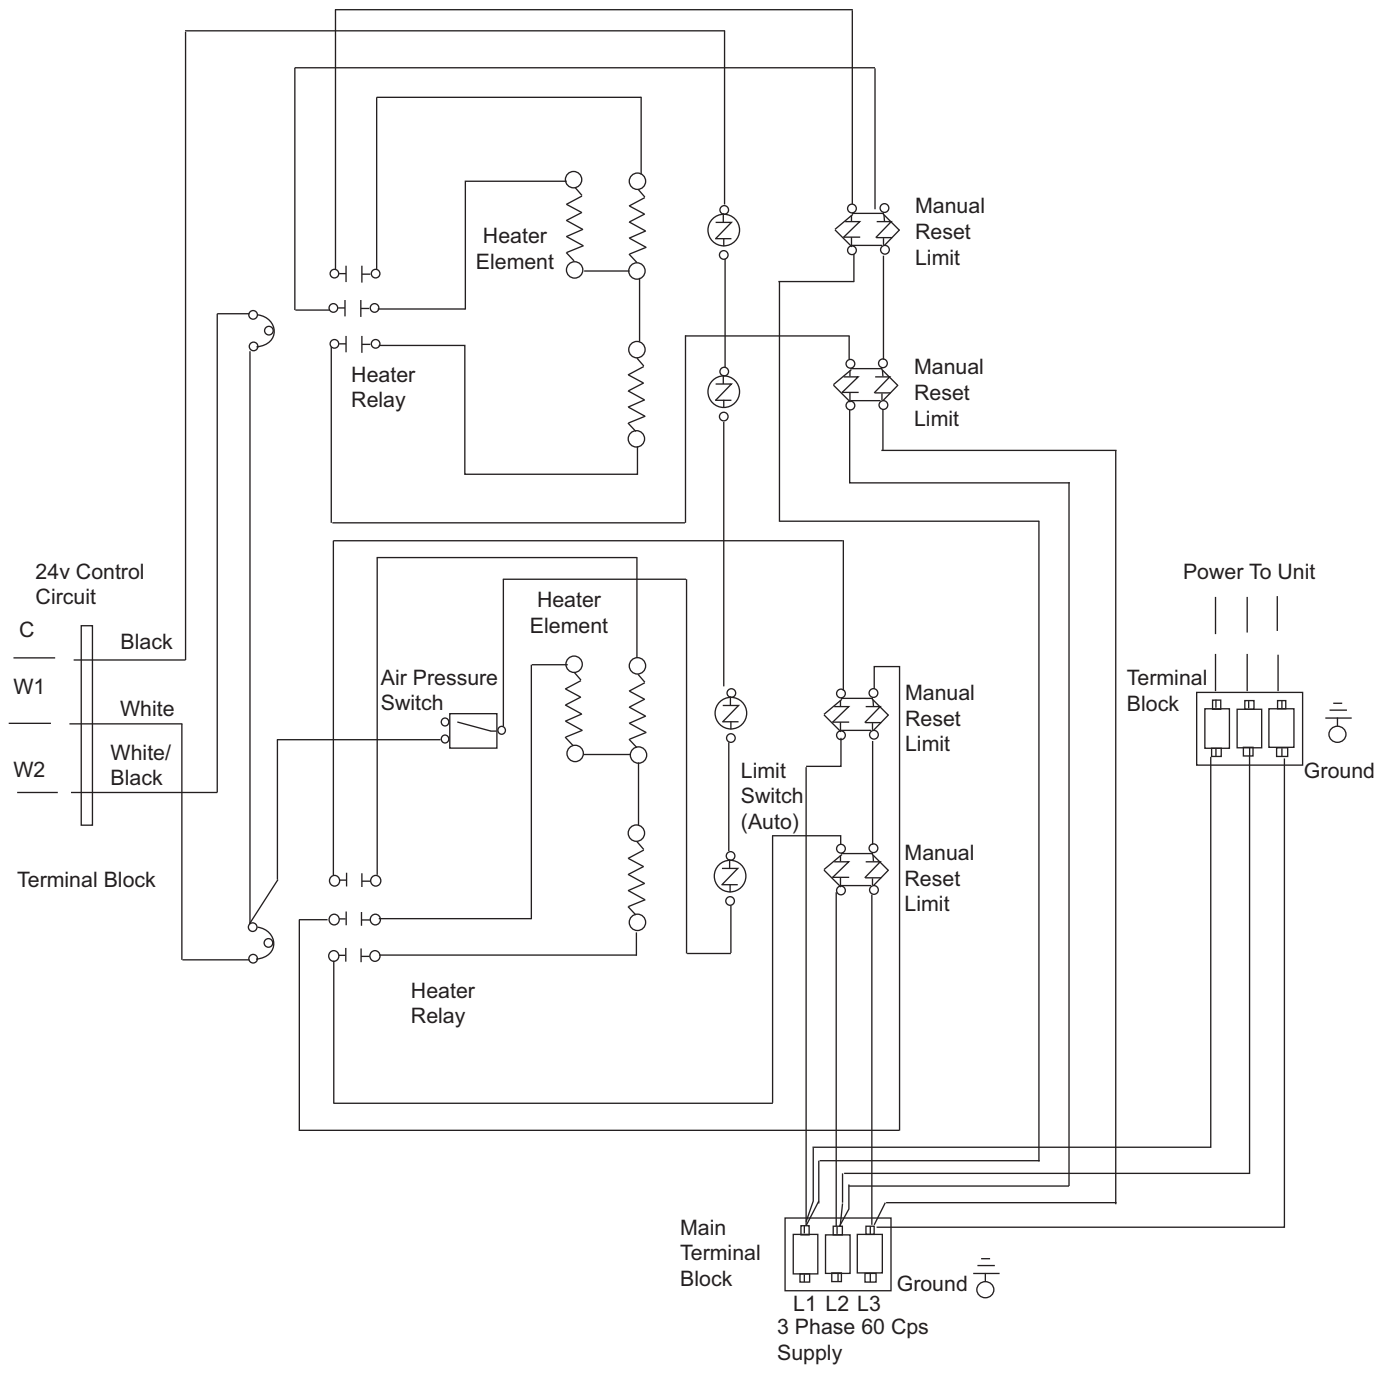 Manual
Reset
Limit
Heater
Element
Manual
Reset
Limit
Heater
Relay
24v Control
Circuit
Power To Unit
Heater
Element
C
Black
Air Pressure
Switch
Terminal
Block
W1
White
Manual
Reset
Limit
White/
Black
W2
Limit
Switch
(Auto)
Ground
Manual
Reset
Limit
Terminal Block
Heater
Relay
Main
Terminal
Block
Ground
L1 L2 L3
3 Phase 60 Cps
Supply